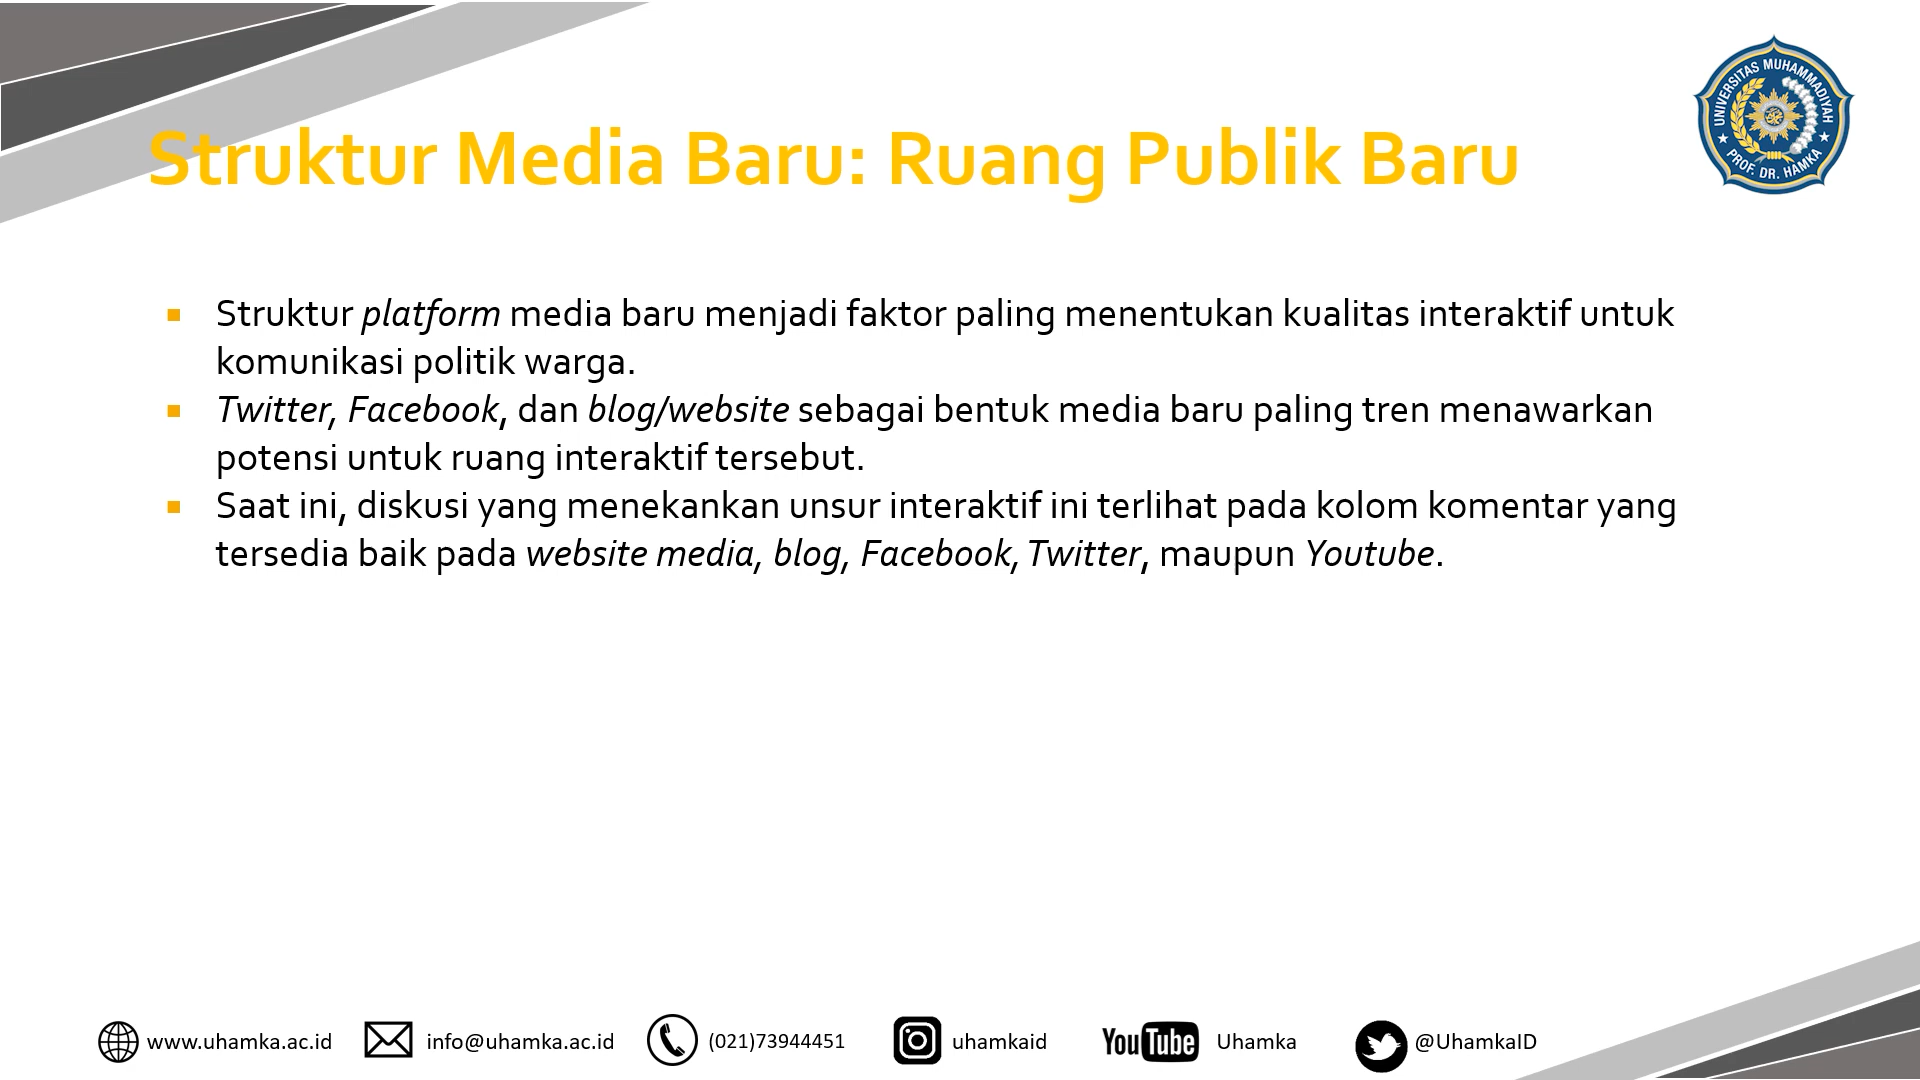 UNIVERSITAS MUHAMMADIYAH
PROF. DR. HAMKA
Struktur Media Baru: Ruang Publik Baru
Struktur platform media baru menjadi faktor paling menentukan kualitas interaktif untuk
komunikasi politik warga.
Twitter, Facebook, dan blog/website sebagai bentuk media baru paling tren menawarkan
potensi untuk ruang interaktif tersebut.
Saat ini, diskusi yang menekankan unsur interaktif ini terlihat pada kolom komentar yang
tersedia baik pada website media, blog, Facebook, Twitter, maupun Youtube.
www.uhamka.ac.id info@uhamka.ac.id (021)73944451 uhamkaid YouTube Uhamka @UhamkaID